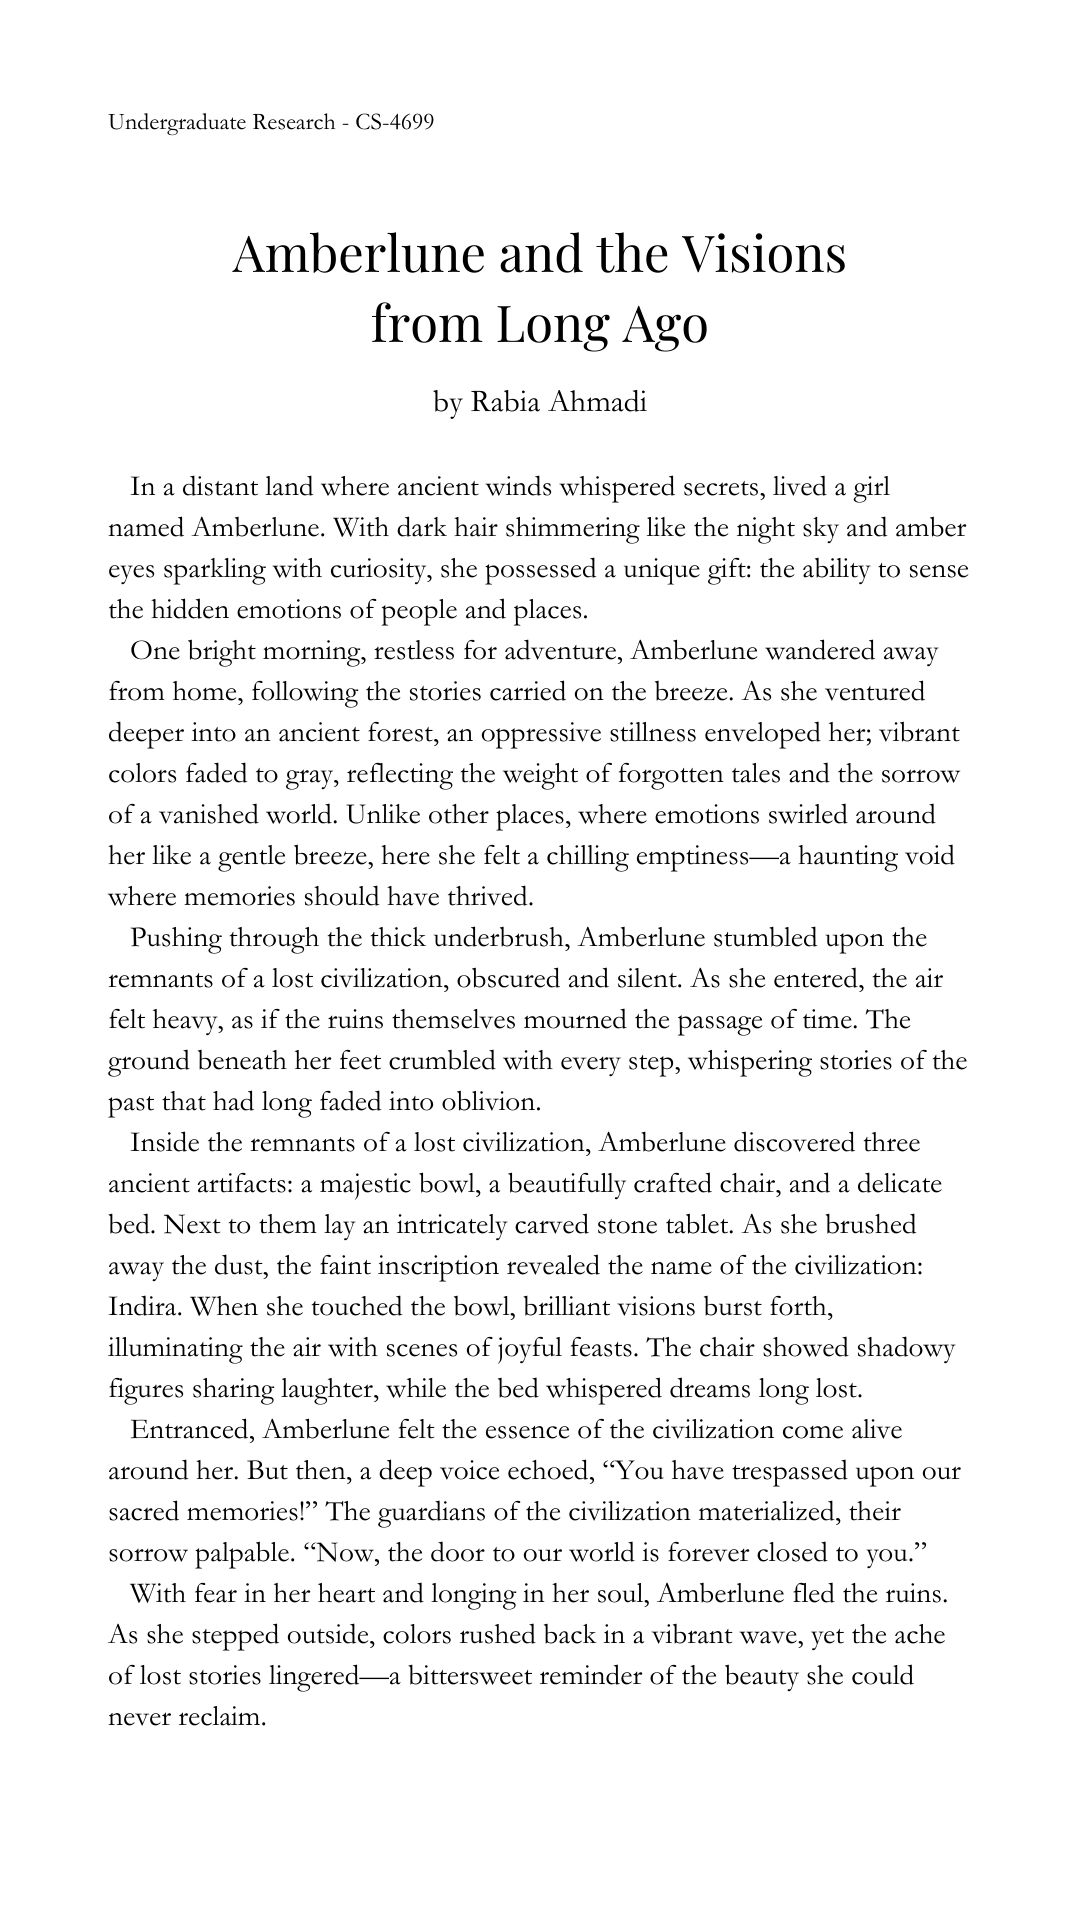 Undergraduate Research - CS-4699
Amberlune and the Visions
from Long Ago
by Rabia Ahmadi
In a distant land where ancient winds whispered secrets, lived a girl
named Amberlune. With dark hair shimmering like the night sky and amber
eyes sparkling with curiosity, she possessed a unique gift: the ability to sense
the hidden emotions of people and places.
One bright morning, restless for adventure, Amberlune wandered away
from home, following the stories carried on the breeze. As she ventured
deeper into an ancient forest, an oppressive stillness enveloped her; vibrant
colors faded to gray, reflecting the weight of forgotten tales and the sorrow
of a vanished world. Unlike other places, where emotions swirled around
her like a gentle breeze, here she felt a chilling emptiness—a haunting void
where memories should have thrived.
Pushing through the thick underbrush, Amberlune stumbled upon the
remnants of a lost civilization, obscured and silent. As she entered, the air
felt heavy, as if the ruins themselves mourned the passage of time. The
ground beneath her feet crumbled with every step, whispering stories of the
past that had long faded into oblivion.
Inside the remnants of a lost civilization, Amberlune discovered three
ancient artifacts: a majestic bowl, a beautifully crafted chair, and a delicate
bed. Next to them lay an intricately carved stone tablet. As she brushed
away the dust, the faint inscription revealed the name of the civilization:
Indira. When she touched the bowl, brilliant visions burst forth,
illuminating the air with scenes of joyful feasts. The chair showed shadowy
figures sharing laughter, while the bed whispered dreams long lost.
Entranced, Amberlune felt the essence of the civilization come alive
around her. But then, a deep voice echoed, “You have trespassed upon our
sacred memories!” The guardians of the civilization materialized, their
sorrow palpable. “Now, the door to our world is forever closed to you.”
With fear in her heart and longing in her soul, Amberlune fled the ruins.
As she stepped outside, colors rushed back in a vibrant wave, yet the ache
of lost stories lingered—a bittersweet reminder of the beauty she could
never reclaim.